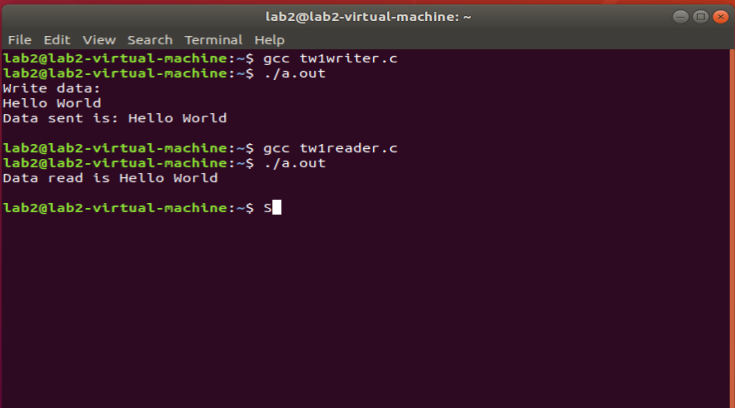 lab2@lab2-virtual-machine: ~
File Edit View Search Terminal Help
lab2@lab2-virtual-machine:~$ gcc tw1writer.c
lab2@lab2-virtual-machine:~$ ./a.out
Write data:
Hello World
Data sent is: Hello World
lab2@lab2-virtual-machine:~$ gcc tw1reader.c
lab2@lab2-virtual-machine:~$ ./a.out
Data read is Hello World
lab2@lab2-virtual-machine:~$ S